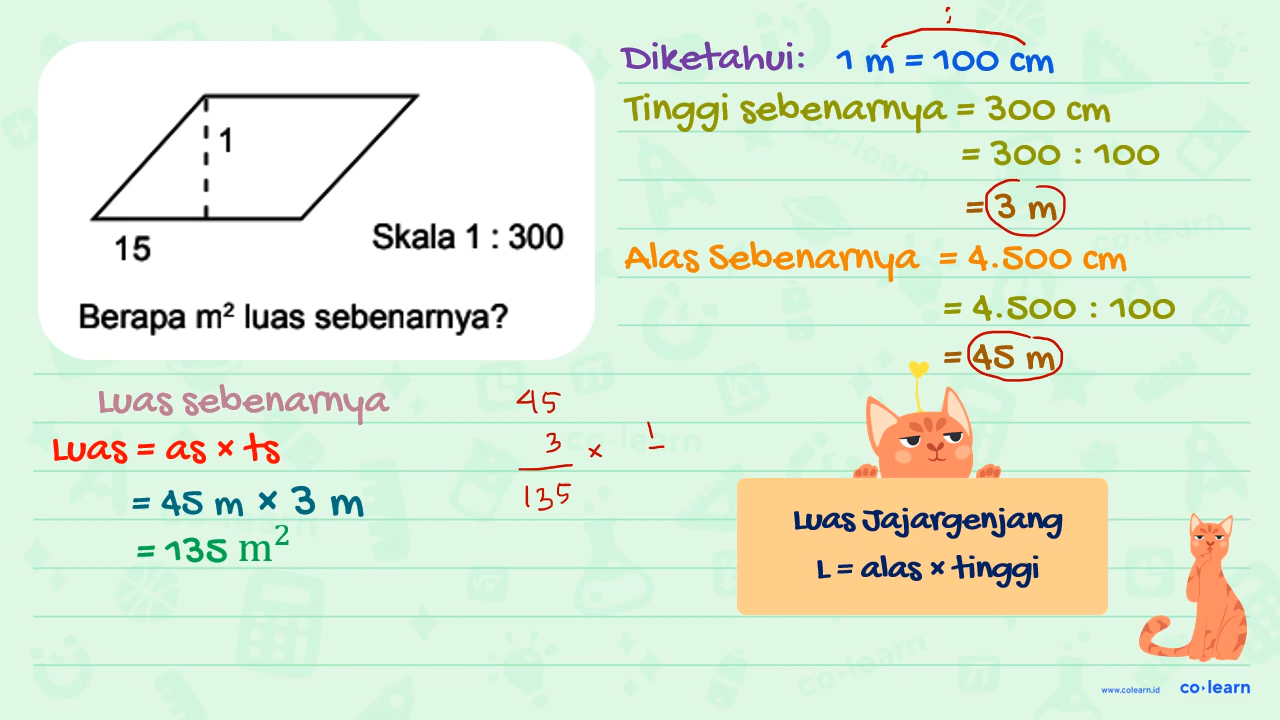 1
15
Skala 1 : 300
Berapa m² luas sebenarnya?
Diketahui: 1 m = 100 cm
:
Tinggi sebenarnya = 300 cm
= 300 : 100
= 3 m
Alas Sebenarnya = 4.500 cm
= 4.500 : 100
= 45 m
Luas sebenarnya
Luas = as × ts
= 45 m × 3 m
= 135 m²
45
3 ×
135
1
Luas Jajargenjang
L = alas × tinggi
www.colearn.id
co·learn